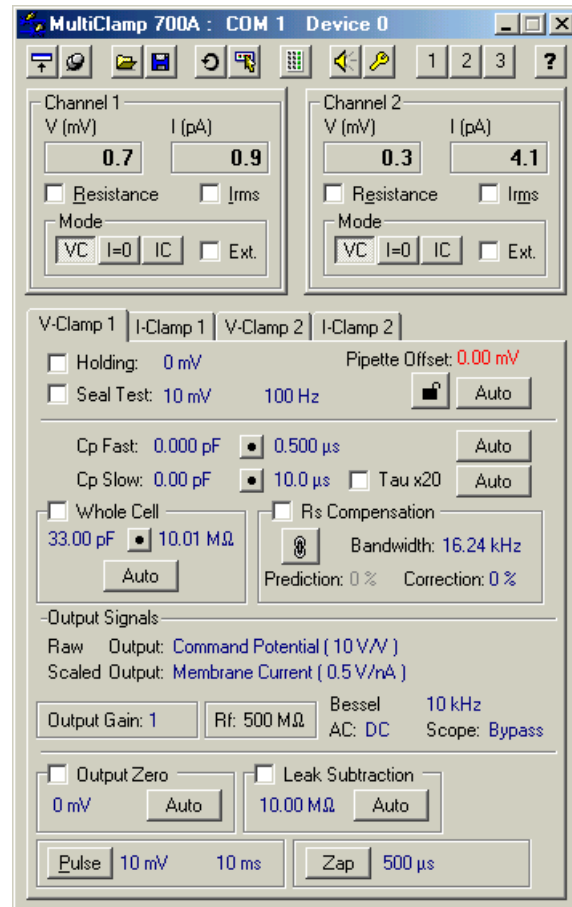 MultiClamp 700A : COM 1 Device 0
1 2 3 ?
Channel 1
V (mV) I (pA)
0.7 0.9
Resistance Irms
Mode
VC I=0 IC Ext.
Channel 2
V (mV) I (pA)
0.3 4.1
Resistance Irms
Mode
VC I=0 IC Ext.
V-Clamp 1 I-Clamp 1 V-Clamp 2 I-Clamp 2
Holding: 0 mV Pipette Offset: 0.00 mV
Seal Test: 10 mV 100 Hz Auto
Cp Fast: 0.000 pF 0.500 µs Auto
Cp Slow: 0.00 pF 10.0 µs Tau x20 Auto
Whole Cell
33.00 pF 10.01 MΩ
Auto
Rs Compensation
Bandwidth: 16.24 kHz
Prediction: 0 % Correction: 0 %
Output Signals
Raw Output: Command Potential ( 10 V/V )
Scaled Output: Membrane Current ( 0.5 V/nA )
Output Gain: 1 Rf: 500 MΩ
Bessel 10 kHz
AC: DC Scope: Bypass
Output Zero
0 mV Auto
Leak Subtraction
10.00 MΩ Auto
Pulse 10 mV 10 ms
Zap 500 µs